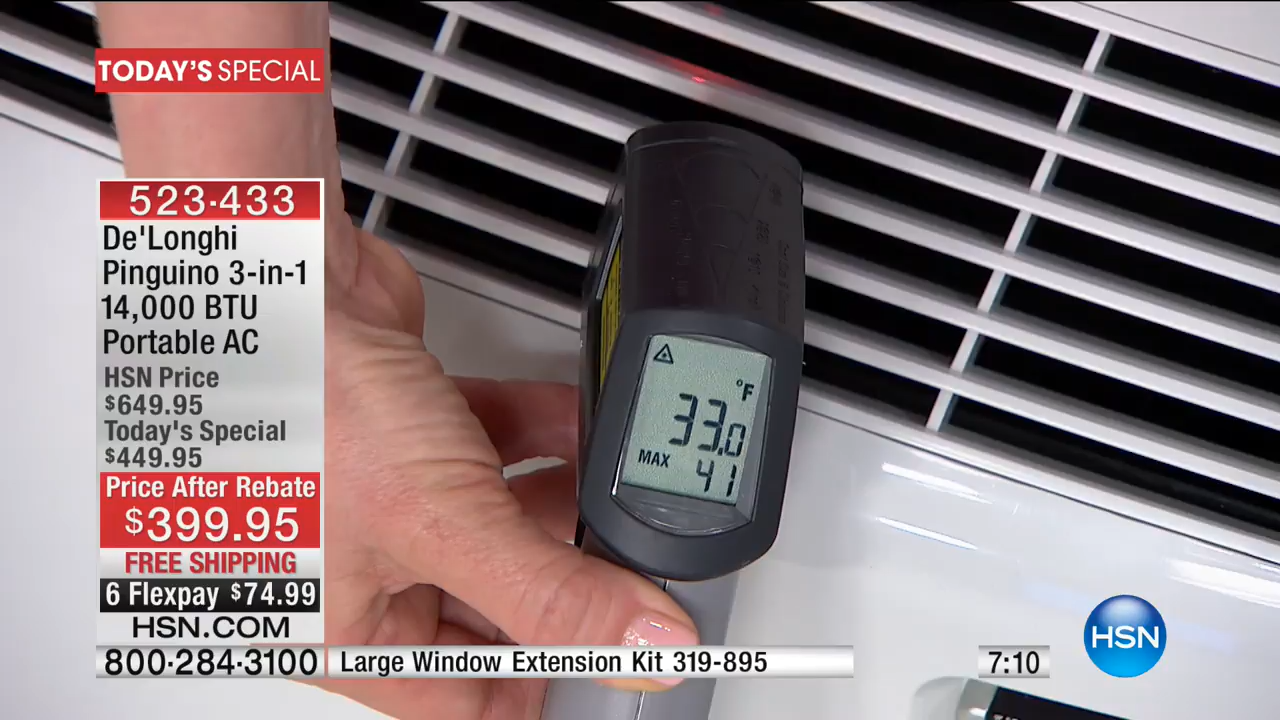 TODAY'S SPECIAL
523·433
De'Longhi
Pinguino 3-in-1
14,000 BTU
Portable AC
HSN Price
$649.95
Today's Special
$449.95
Price After Rebate
$399.95
FREE SHIPPING
6 Flexpay $74.99
HSN.COM
800·284·3100
Large Window Extension Kit 319-895
7:10
HSN
°F
33.0
MAX 41